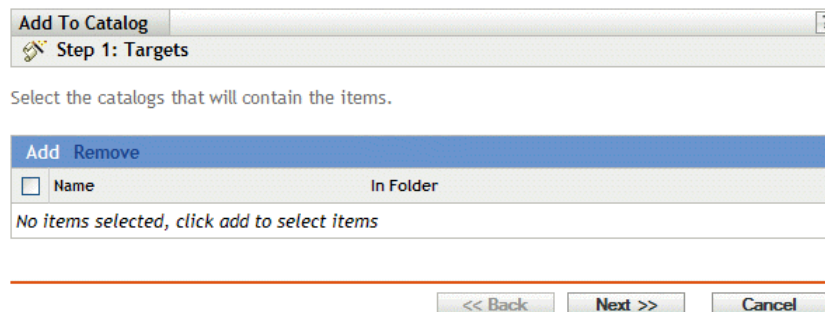 Add To Catalog
Step 1: Targets
Select the catalogs that will contain the items.
Add Remove
Name In Folder
No items selected, click add to select items
<< Back Next >> Cancel